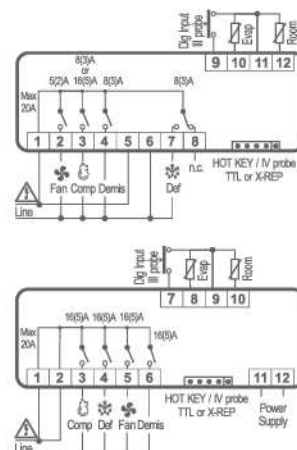 Dig Input
III probe
Evap
Room
9 10 11 12
8(3)A
or
5(2)A 16(5)A 8(3)A 8(3)A
Max
20A
1 2 3 4 5 6 7 8
Fan Comp Demis Def n.c.
HOT KEY / IV probe
TTL or X-REP
Line
Dig Input
III probe
Evap
Room
7 8 9 10
16(5)A 16(5)A 16(5)A
16(5)A
Max
20A
1 2 3 4 5 6 11 12
HOT KEY / IV probe
TTL or X-REP
Power
Supply
Comp Def Fan Demis
Line